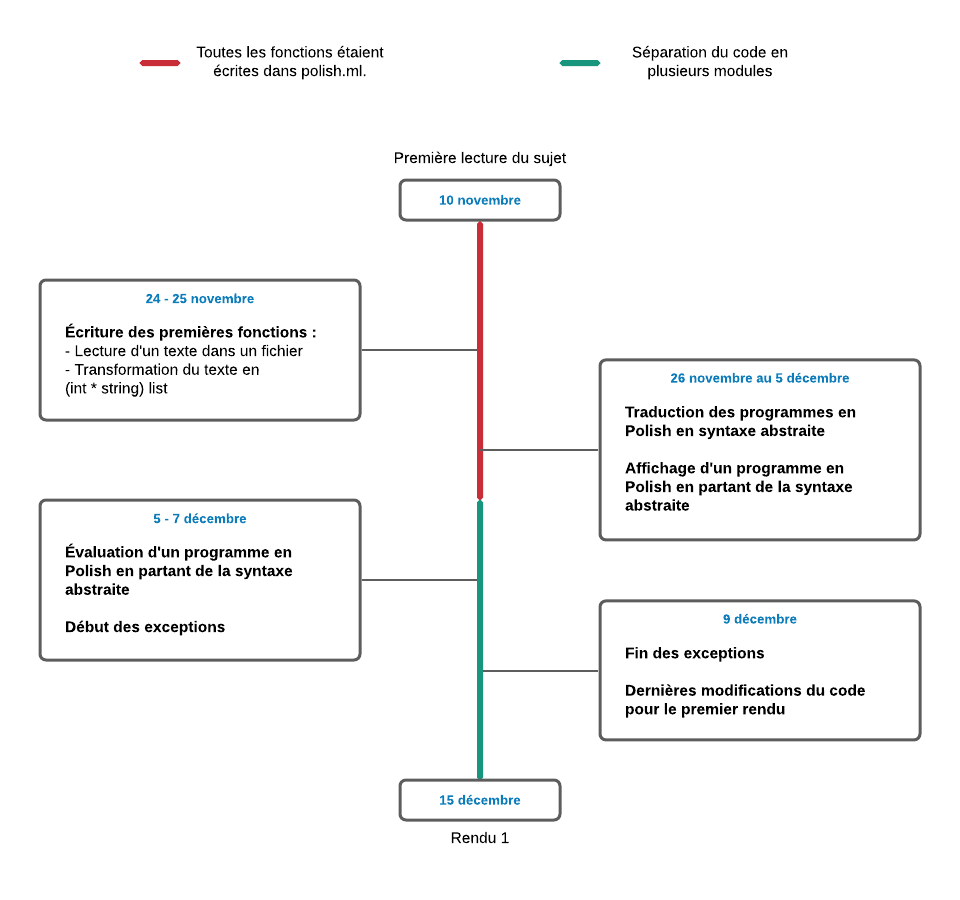 Toutes les fonctions étaient
écrites dans polish.ml.
Séparation du code en
plusieurs modules
Première lecture du sujet
10 novembre
24 - 25 novembre
Écriture des premières fonctions :
- Lecture d'un texte dans un fichier
- Transformation du texte en
(int * string) list
26 novembre au 5 décembre
Traduction des programmes en
Polish en syntaxe abstraite
Affichage d'un programme en
Polish en partant de la syntaxe
abstraite
5 - 7 décembre
Évaluation d'un programme en
Polish en partant de la syntaxe
abstraite
Début des exceptions
9 décembre
Fin des exceptions
Dernières modifications du code
pour le premier rendu
15 décembre
Rendu 1